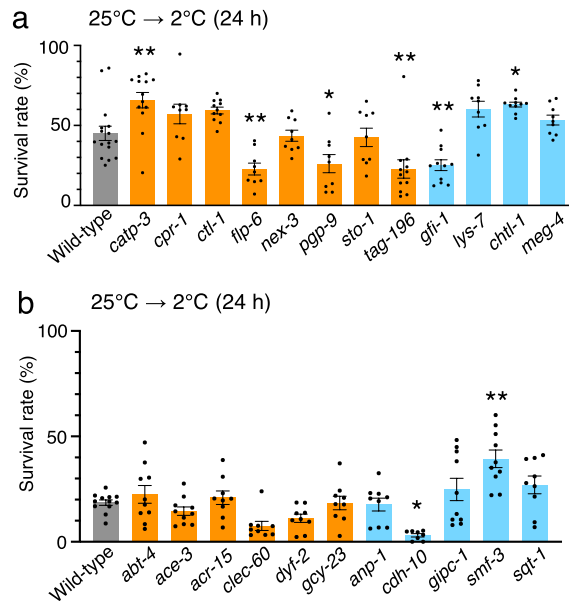 a
25°C → 2°C (24 h)
Survival rate (%)
100
50
0
** ** * ** ** *
Wild-type catp-3 cpr-1 ctl-1 flp-6 nex-3 pgp-9 sto-1 tag-196 gfi-1 lys-7 chtl-1 meg-4
b
25°C → 2°C (24 h)
Survival rate (%)
100
50
0
* **
Wild-type abt-4 ace-3 acr-15 clec-60 dyf-2 gcy-23 anp-1 cdh-10 gipc-1 smf-3 sqt-1